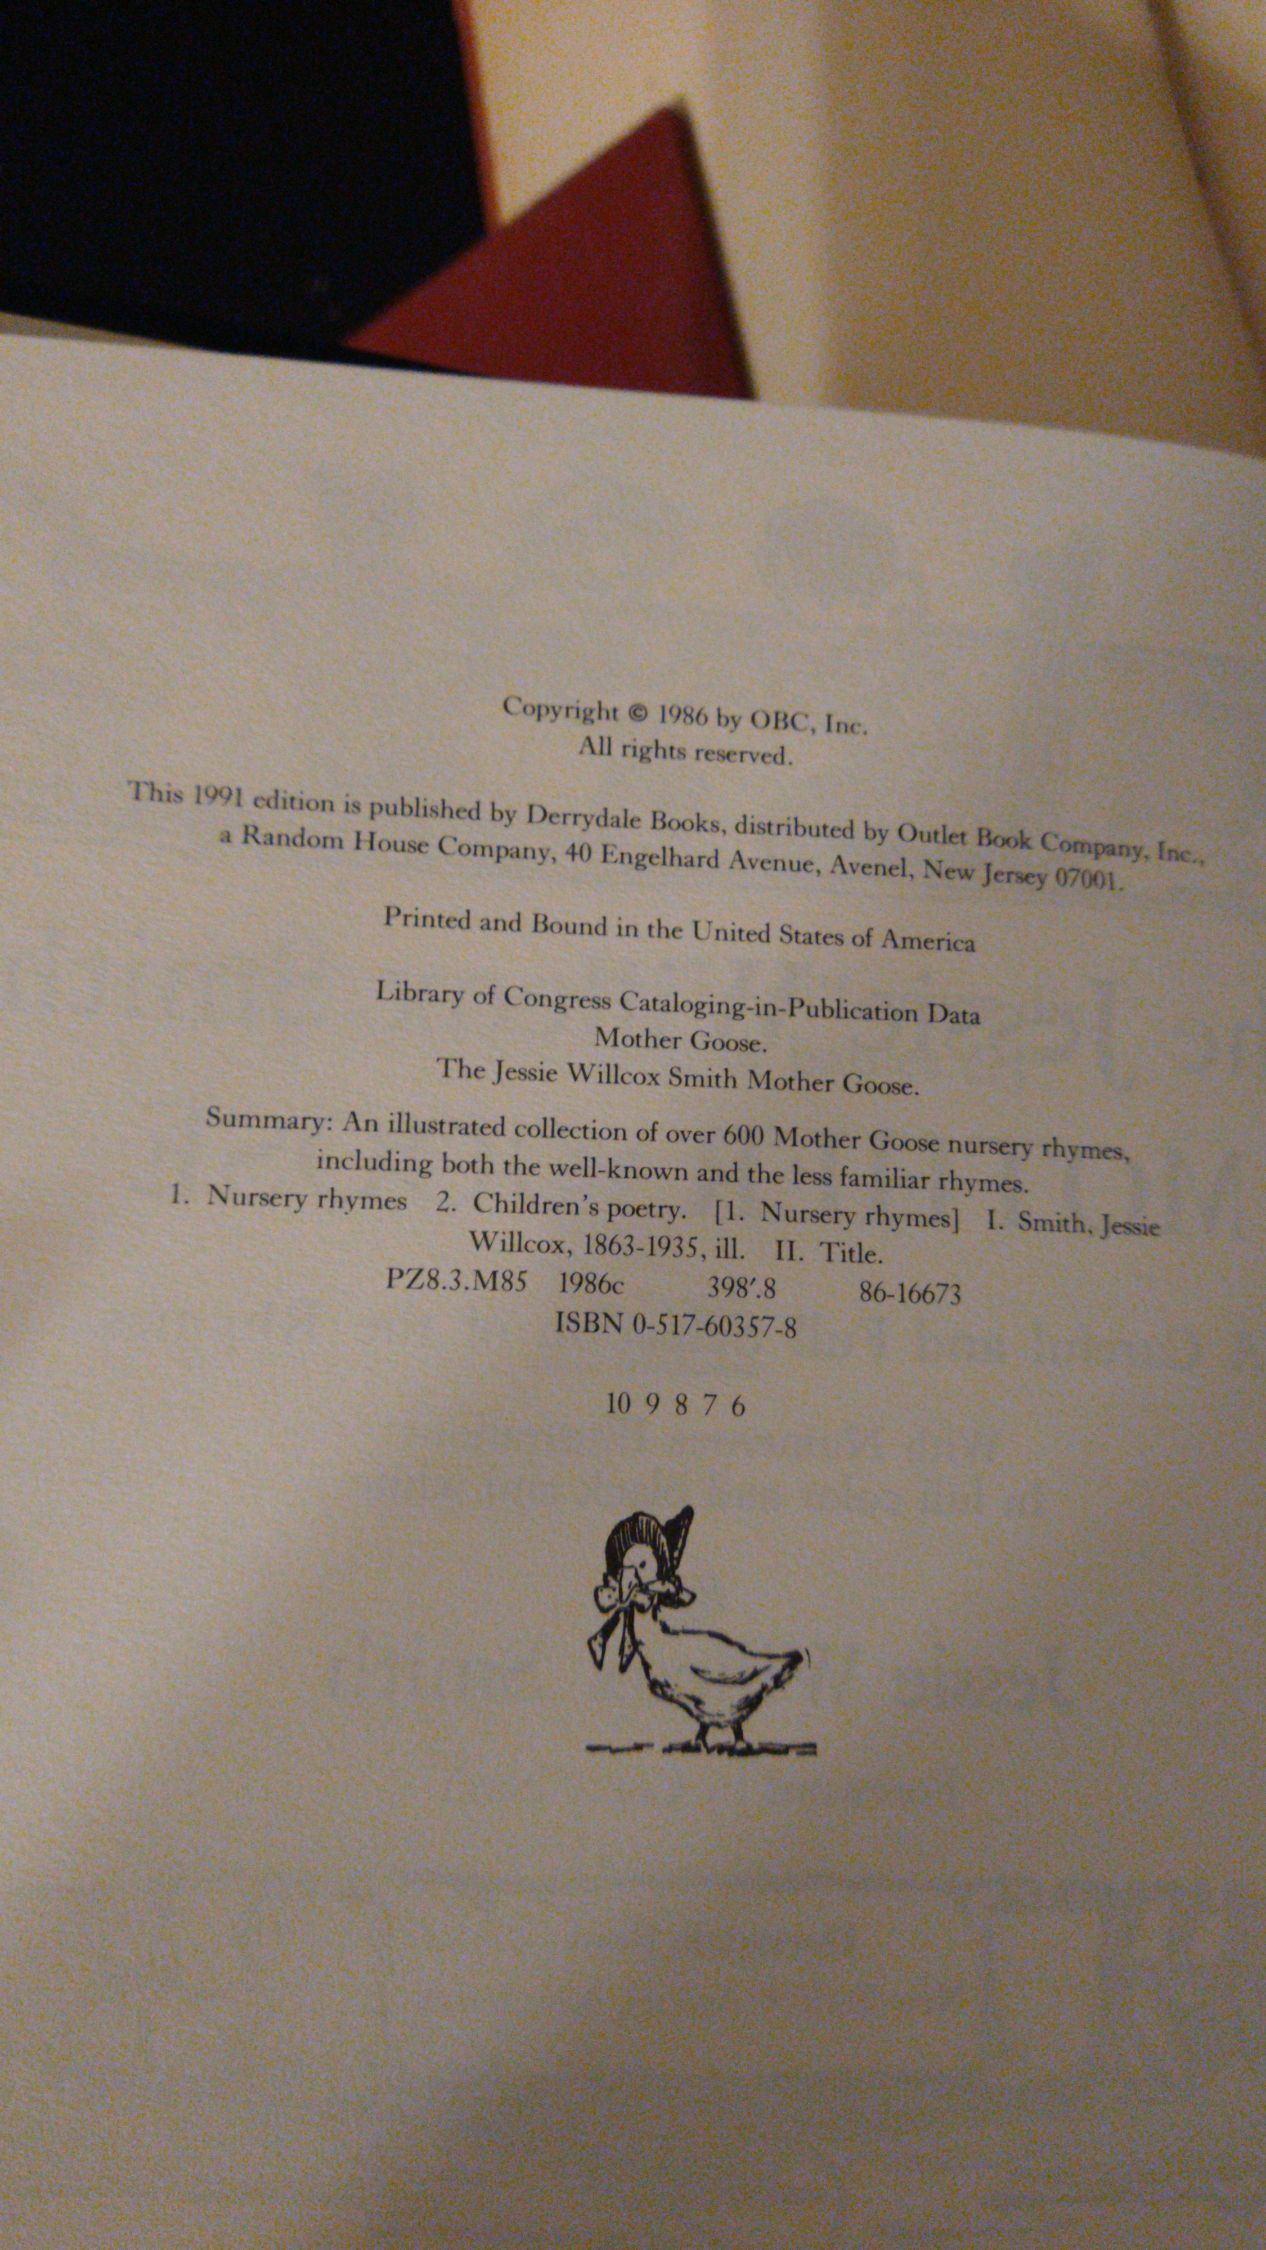 Copyright © 1986 by OBC, Inc.
All rights reserved.
This 1991 edition is published by Derrydale Books, distributed by Outlet Book Company, Inc.,
a Random House Company, 40 Engelhard Avenue, Avenel, New Jersey 07001.
Printed and Bound in the United States of America
Library of Congress Cataloging-in-Publication Data
Mother Goose.
The Jessie Willcox Smith Mother Goose.
Summary: An illustrated collection of over 600 Mother Goose nursery rhymes,
including both the well-known and the less familiar rhymes.
1. Nursery rhymes 2. Children's poetry. [1. Nursery rhymes] I. Smith, Jessie
Willcox, 1863-1935, ill. II. Title.
PZ8.3.M85 1986c 398′.8 86-16673
ISBN 0-517-60357-8
10 9 8 7 6